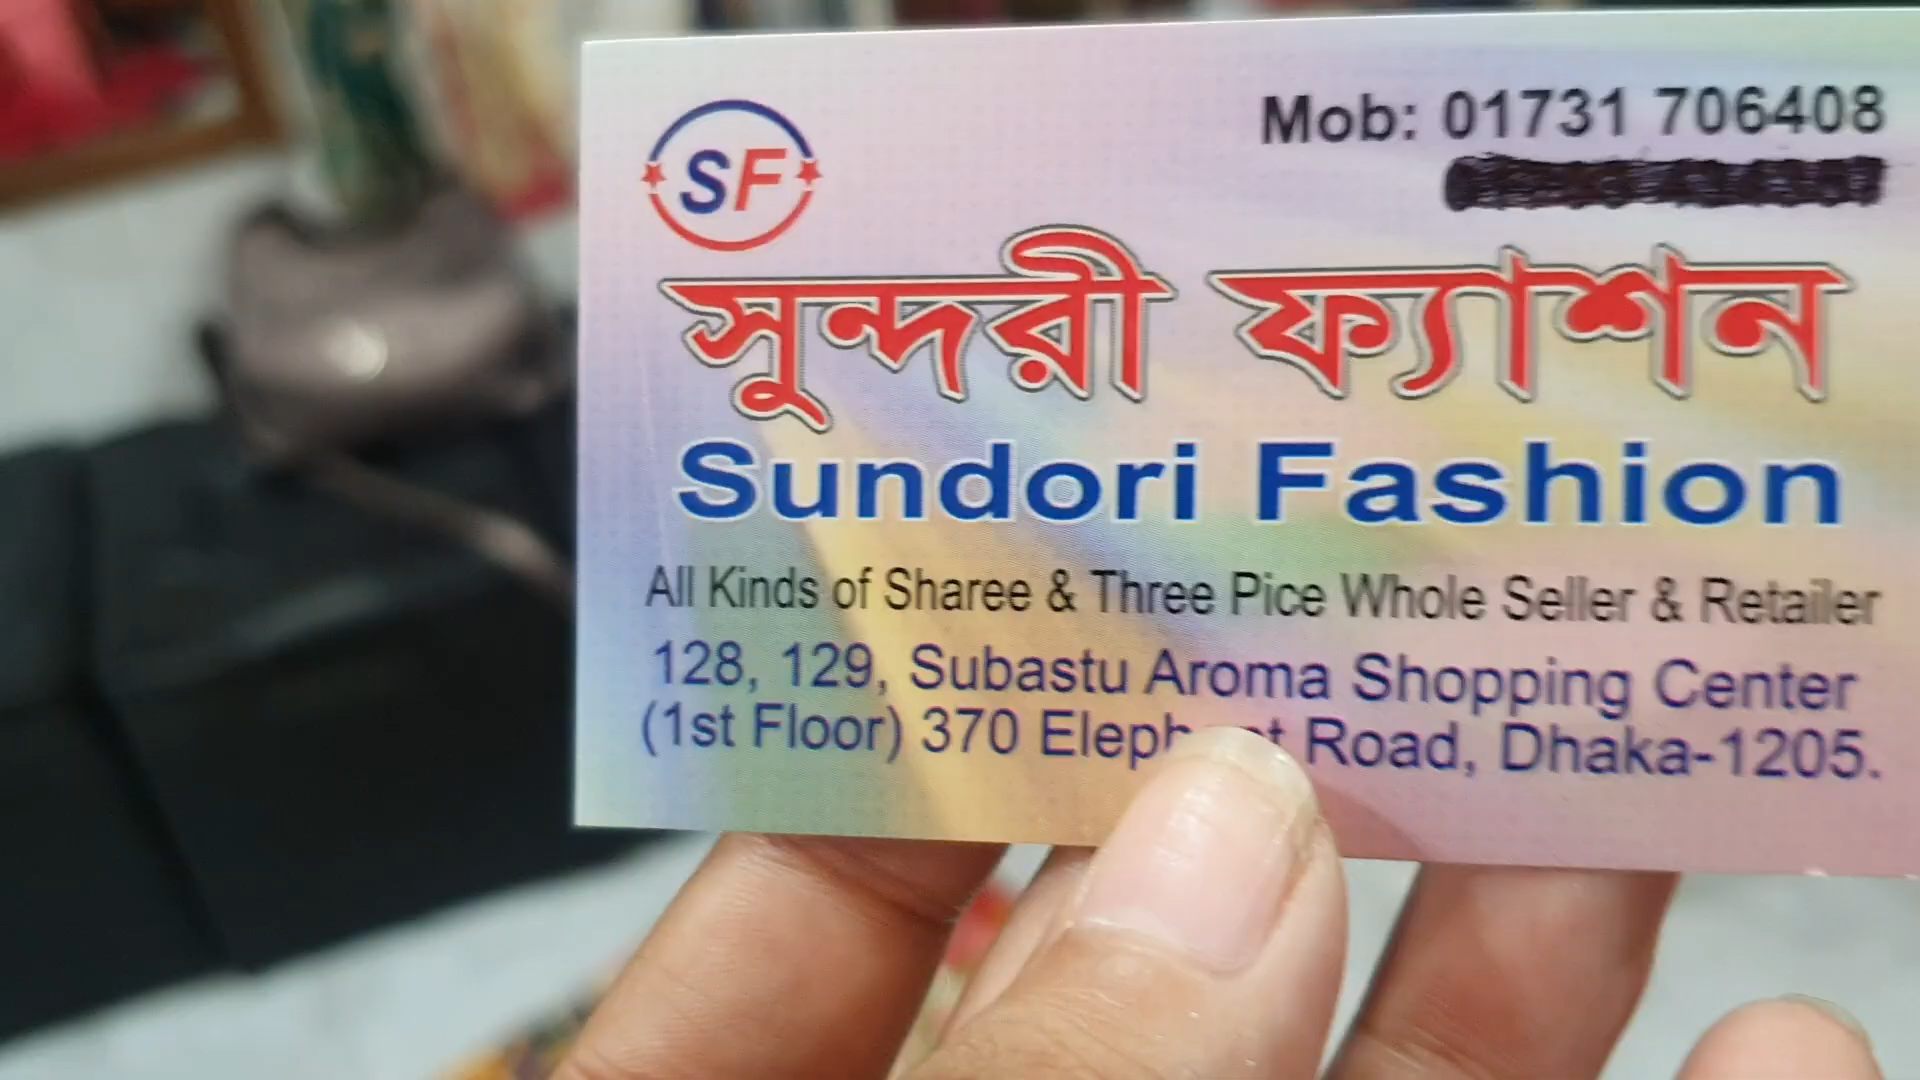 SF
Mob: 01731 706408
সুন্দরী ফ্যাশন
Sundori Fashion
All Kinds of Sharee & Three Pice Whole Seller & Retailer
128, 129, Subastu Aroma Shopping Center
(1st Floor) 370 Elephant Road, Dhaka-1205.